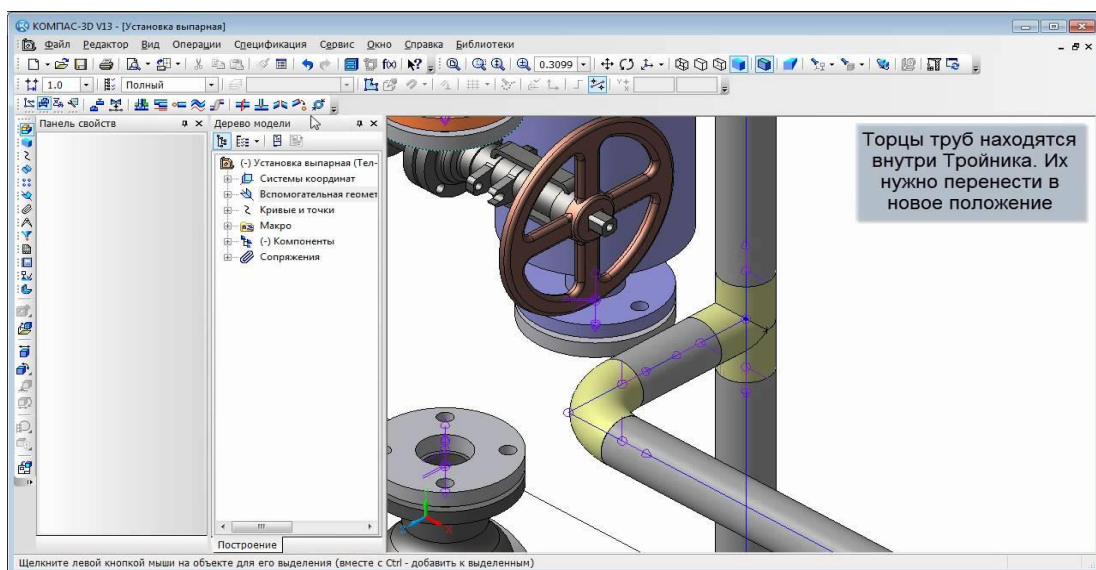 КОМПАС-3D V13 - [Установка выпарная]
Файл Редактор Вид Операции Спецификация Сервис Окно Справка Библиотеки
0.3099
1.0 Полный
Панель свойств
Дерево модели
(-) Установка выпарная (Тел-
Системы координат
Вспомогательная геомет
Кривые и точки
Макро
(-) Компоненты
Сопряжения
Построение
Торцы труб находятся
внутри Тройника. Их
нужно перенести в
новое положение
Щелкните левой кнопкой мыши на объекте для его выделения (вместе с Ctrl - добавить к выделенным)